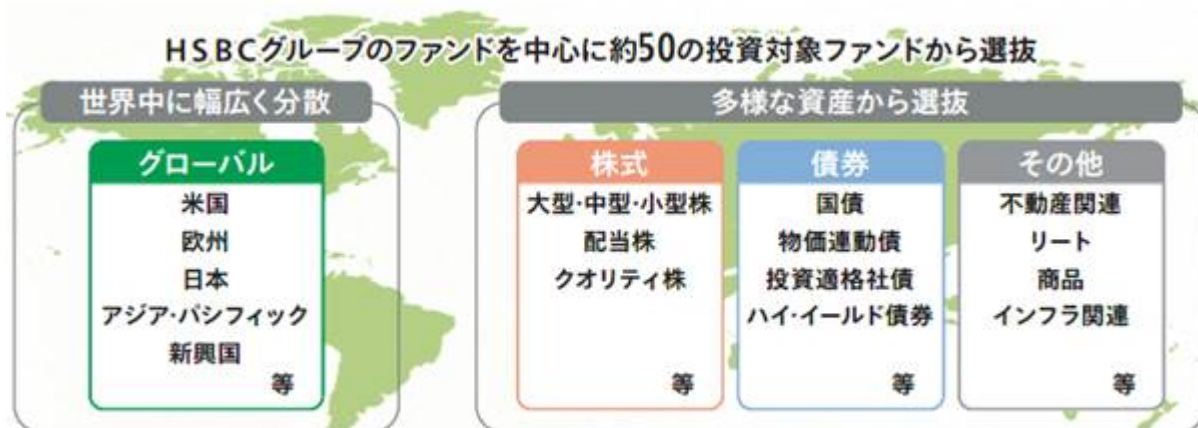 HSBCグループのファンドを中心に約50の投資対象ファンドから選抜
世界中に幅広く分散
グローバル
米国
欧州
日本
アジア･パシフィック
新興国
等
多様な資産から選抜
株式
大型･中型･小型株
配当株
クオリティ株
等
債券
国債
物価連動債
投資適格社債
ハイ･イールド債券
等
その他
不動産関連
リート
商品
インフラ関連
等